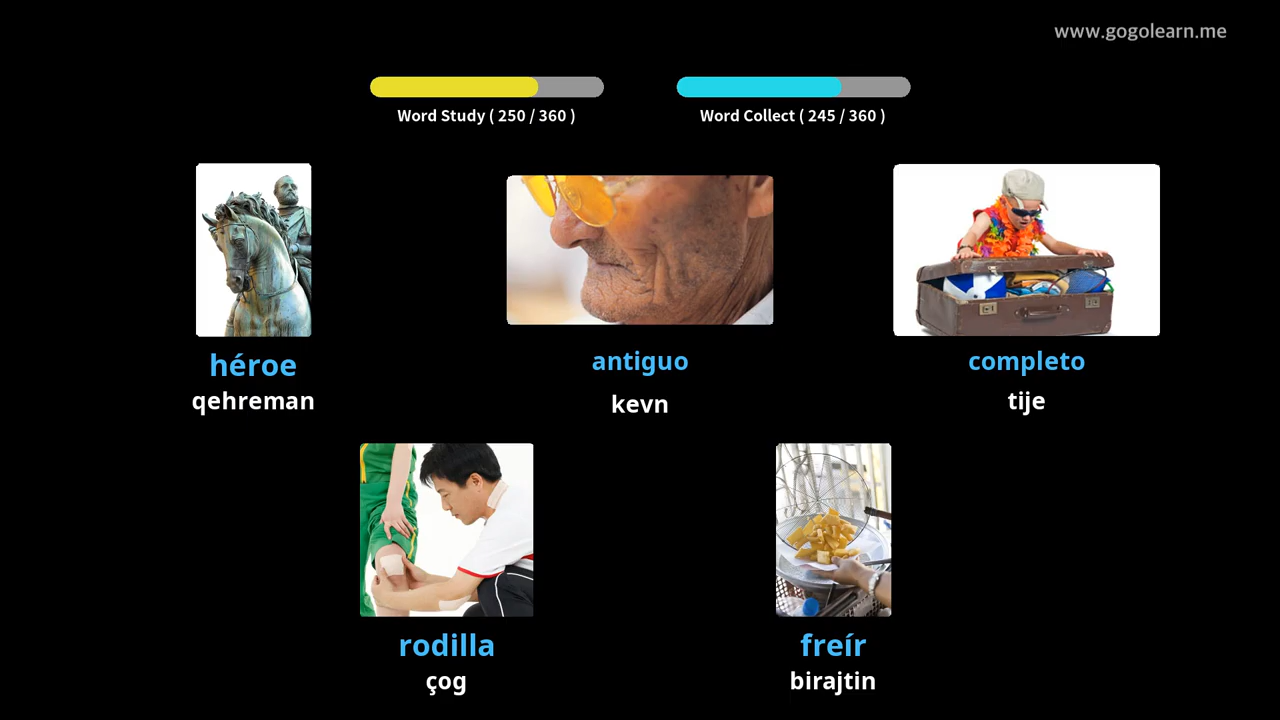 www.gogolearn.me
Word Study ( 250 / 360 )
Word Collect ( 245 / 360 )
héroe
qehreman
antiguo
kevn
completo
tije
rodilla
çog
freír
birajtin